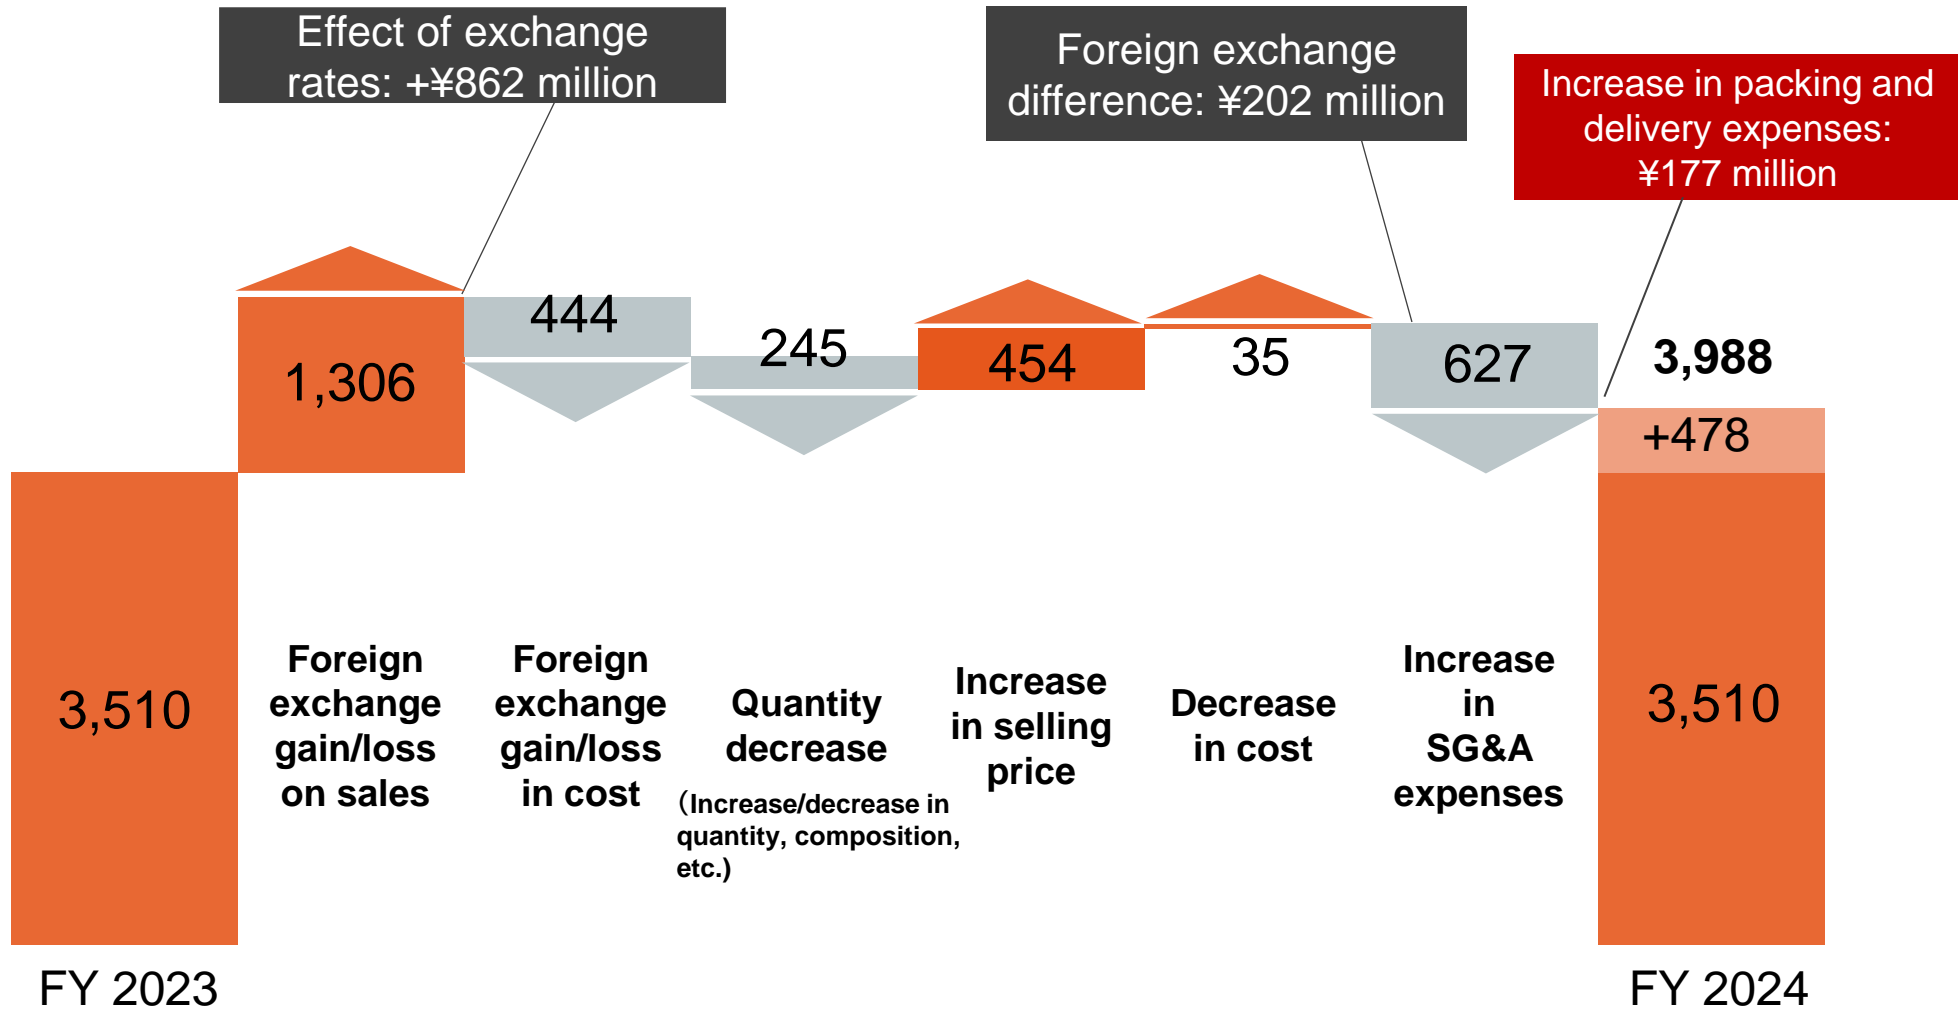 Effect of exchange
rates: +¥862 million
Foreign exchange
difference: ¥202 million
Increase in packing and
delivery expenses:
¥177 million
3,510
1,306
444
245
454
35
627
3,988
+478
3,510
Foreign
exchange
gain/loss
on sales
Foreign
exchange
gain/loss
in cost
Quantity
decrease
（Increase/decrease in
quantity, composition,
etc.)
Increase
in selling
price
Decrease
in cost
Increase
in
SG&A
expenses
FY 2023
FY 2024